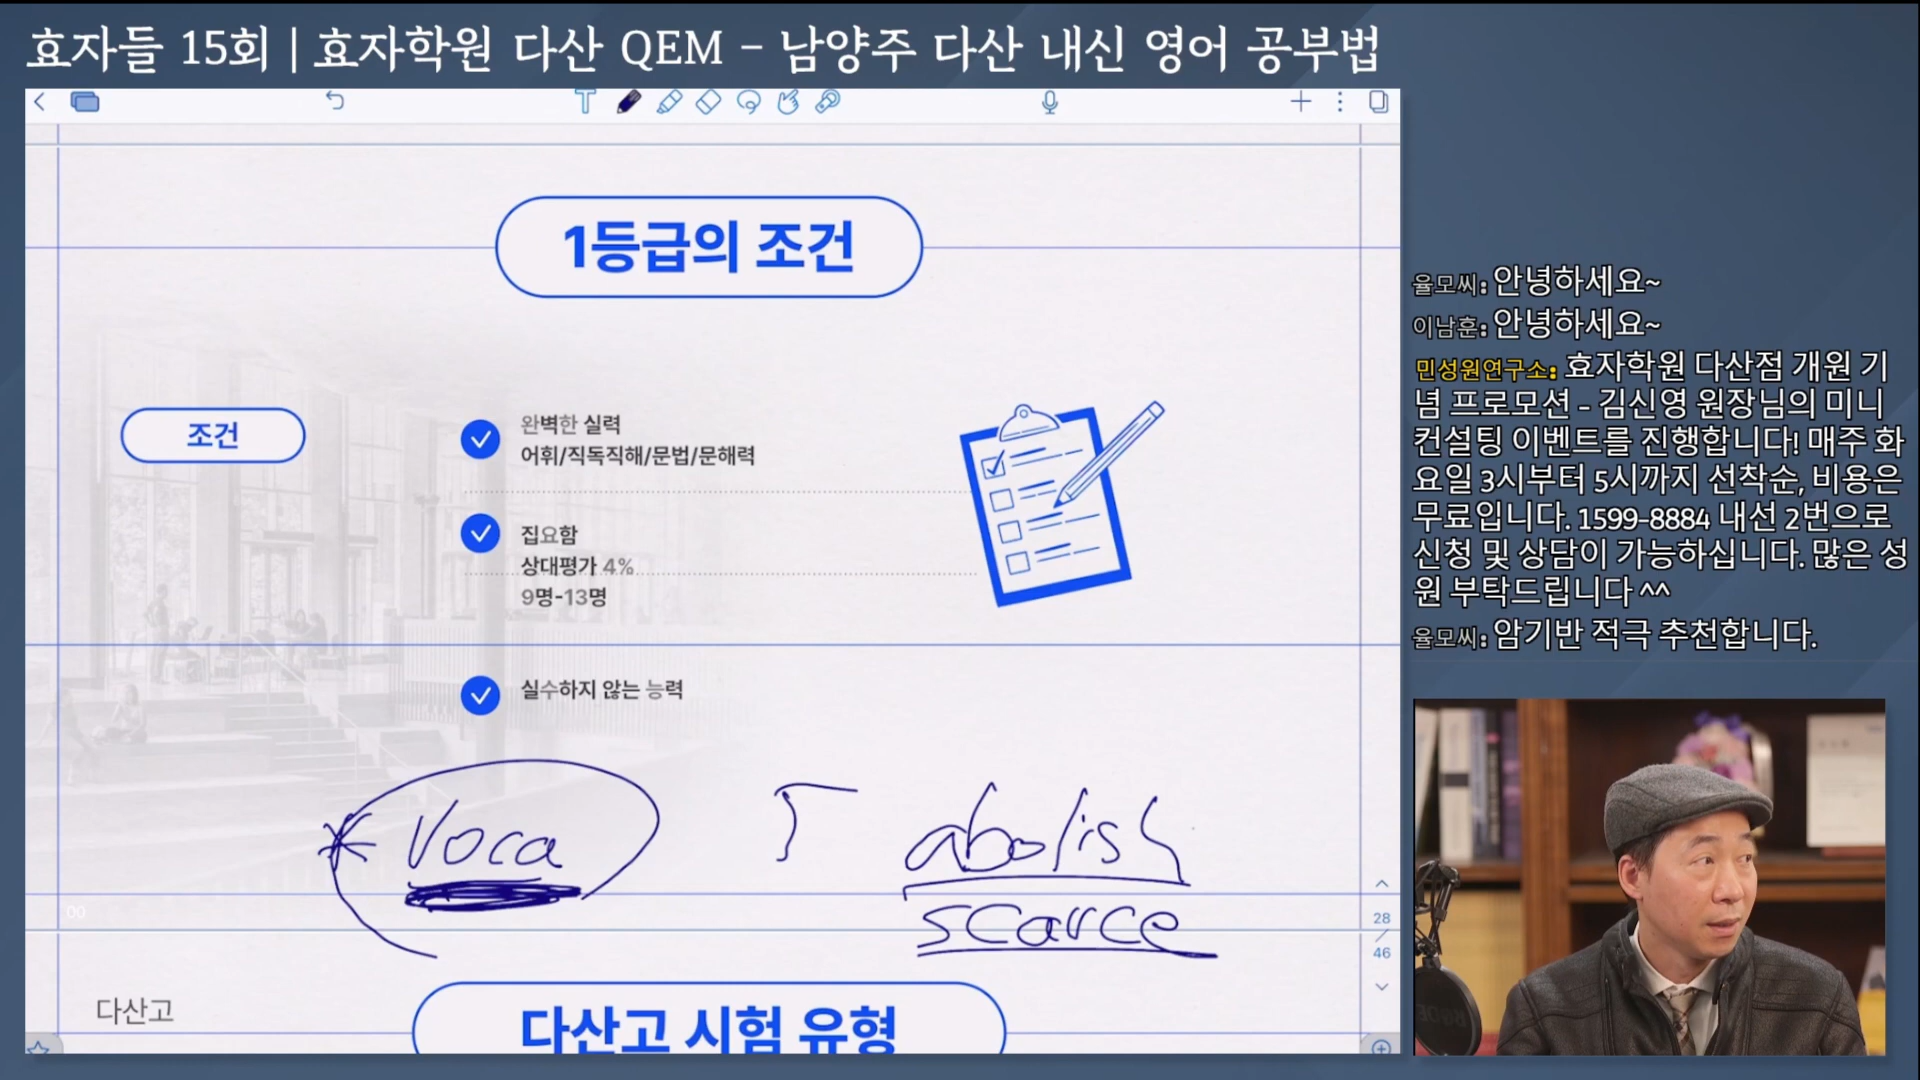 효자들 15회 | 효자학원 다산 QEM - 남양주 다산 내신 영어 공부법
1등급의 조건
조건
완벽한 실력
어휘/직독직해/문법/문해력
집요함
상대평가 4%
9명-13명
실수하지 않는 능력
voca
abolish
scarce
00
28
46
다산고
다산고 시험 유형
율모씨: 안녕하세요~
이남훈: 안녕하세요~
민성원연구소: 효자학원 다산점 개원 기
념 프로모션 - 김신영 원장님의 미니
컨설팅 이벤트를 진행합니다! 매주 화
요일 3시부터 5시까지 선착순, 비용은
무료입니다. 1599-8884 내선 2번으로
신청 및 상담이 가능하십니다. 많은 성
원 부탁드립니다 ^^
율모씨: 암기반 적극 추천합니다.